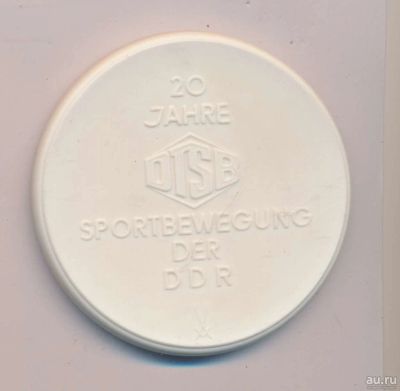 20
JAHRE
DTSB
SPORTBEWEGUNG
DER
DDR
au.ru